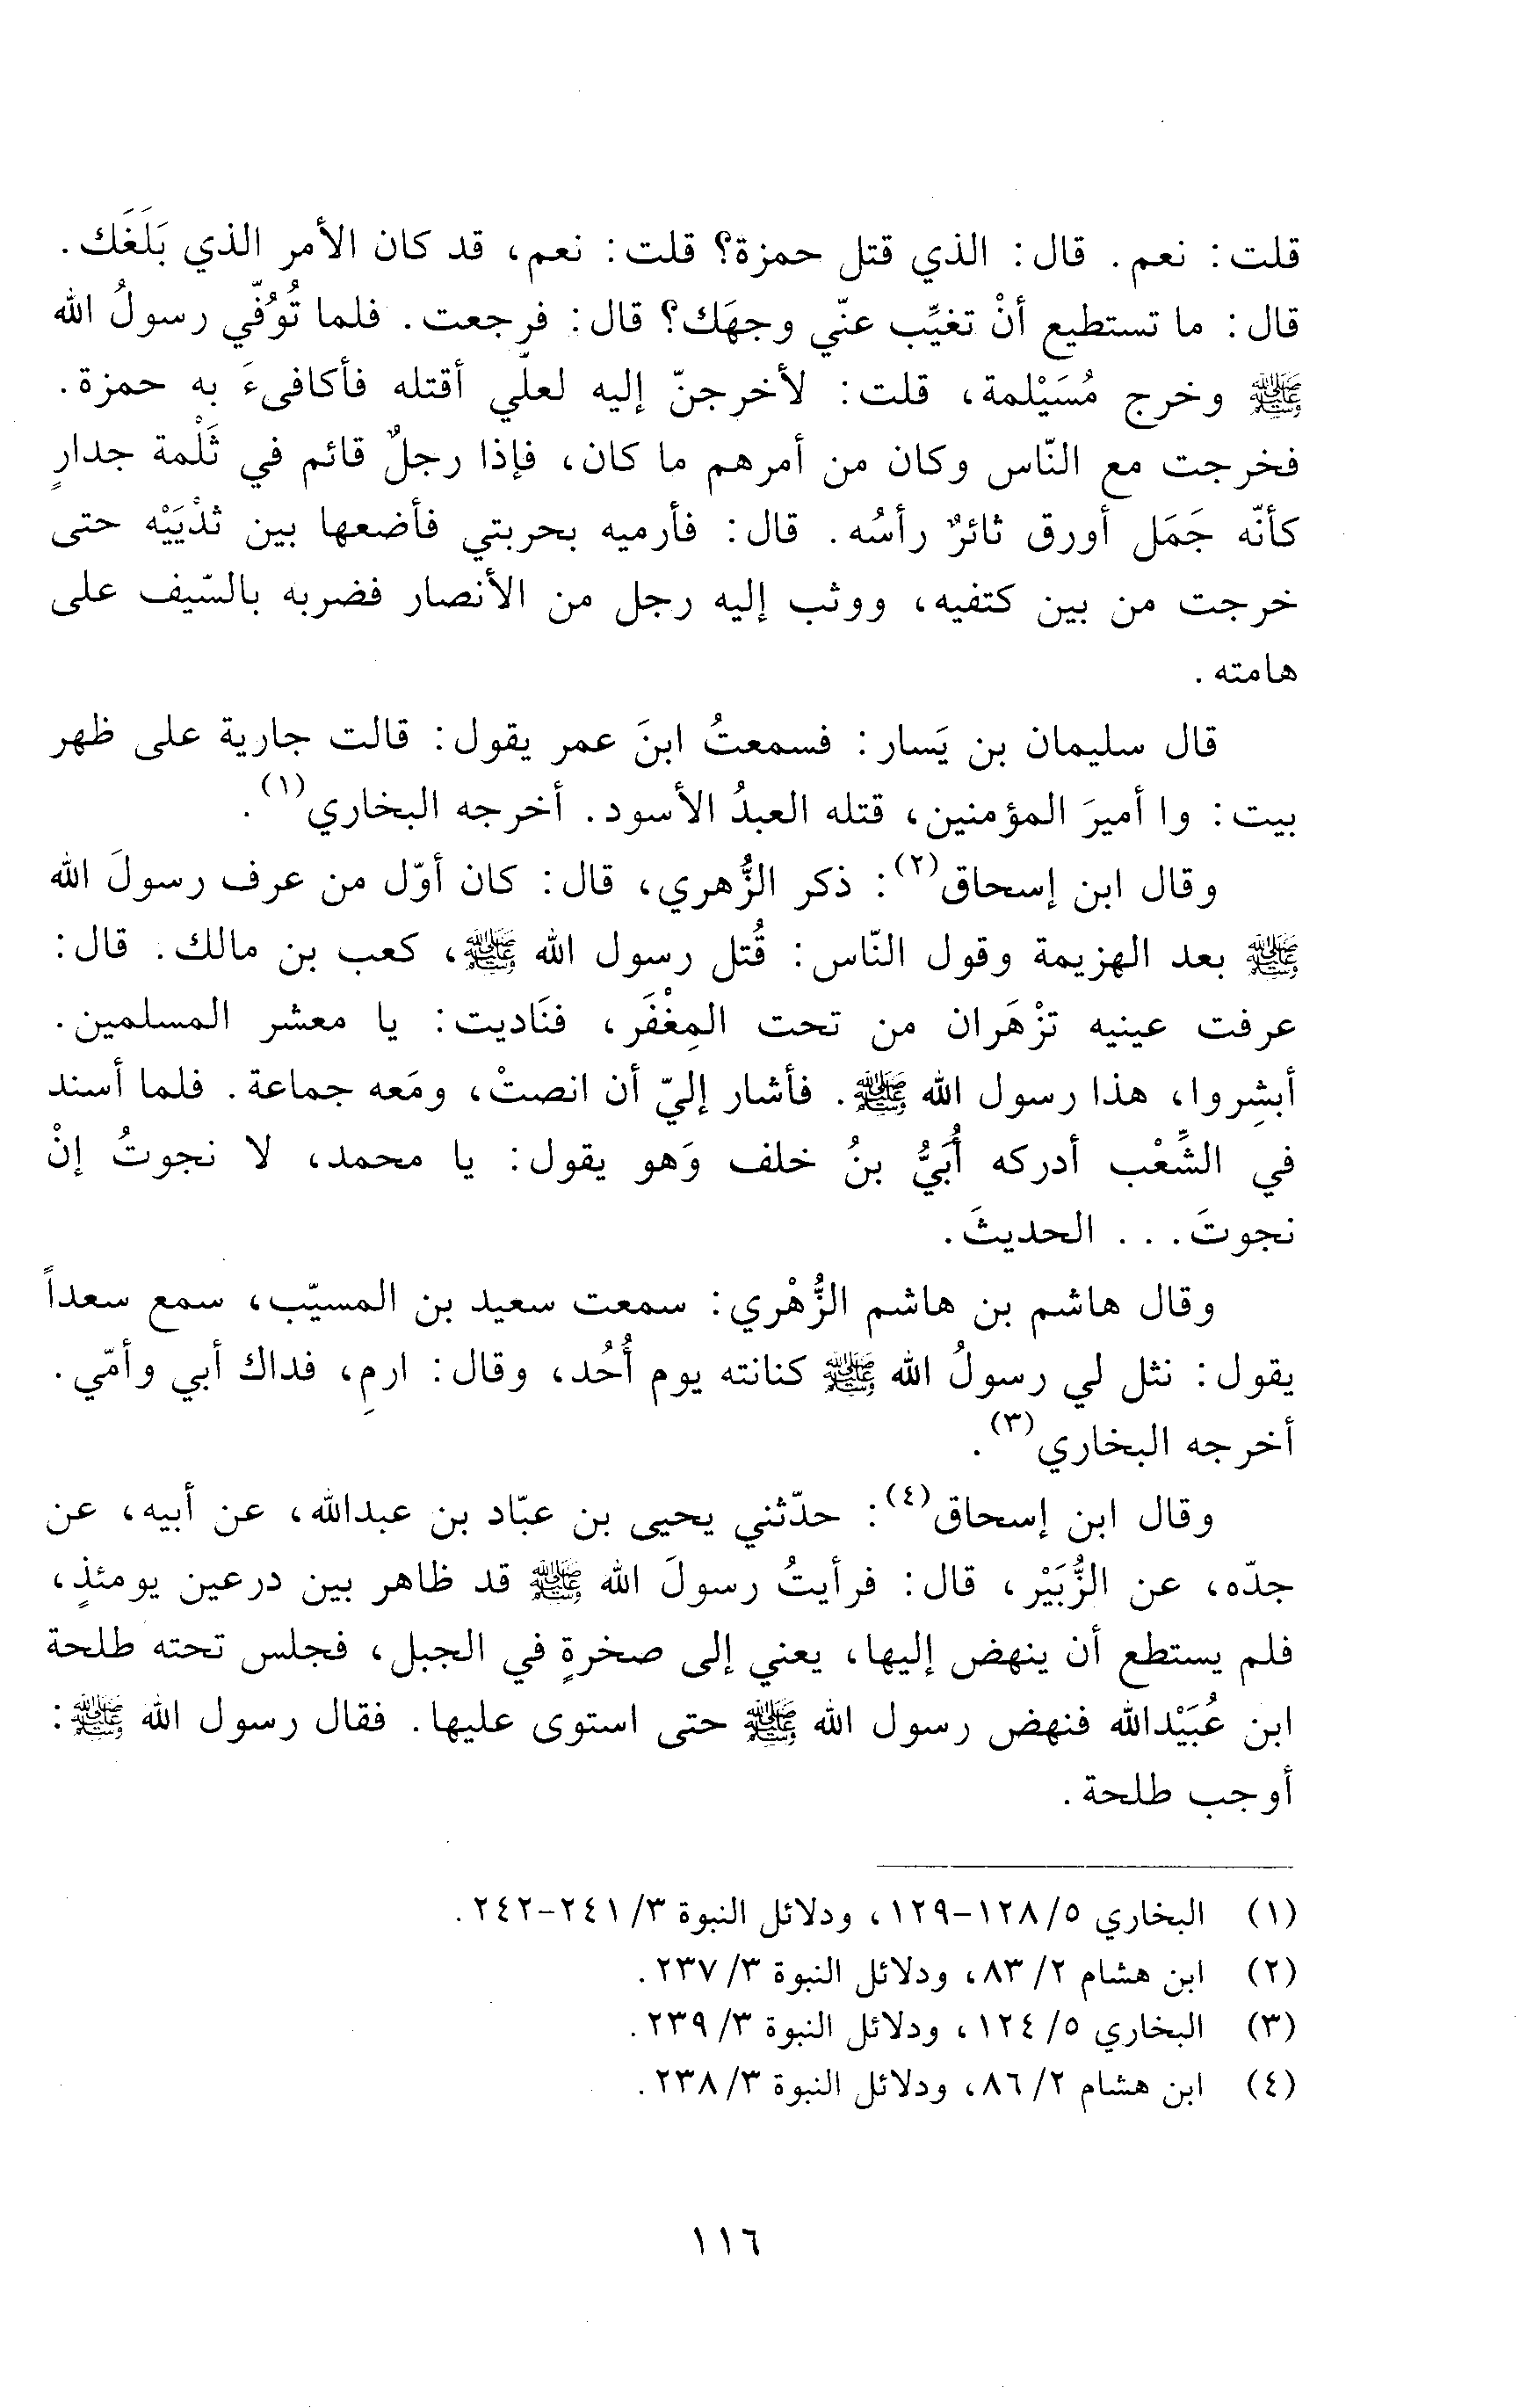 قلت: نعم. قال: الذي قتل حمزة؟ قلت: نعم، قد كان الأمر الذي بَلَغَك.
قال: ما تستطيع أنْ تغيِّب عنّي وجهَك؟ قال: فرجعت. فلما تُوُفّي رسولُ الله
ﷺ وخرج مُسَيْلمة، قلت: لأخرجنّ إليه لعلّي أقتله فأكافىءَ به حمزة.
فخرجت مع النّاس وكان من أمرهم ما كان، فإذا رجلٌ قائم في ثَلْمة جدارٍ
كأنّه جَمَل أورق ثائرٌ رأسُه. قال: فأرميه بحربتي فأضعها بين ثدْيَيْه حتى
خرجت من بين كتفيه، ووثب إليه رجل من الأنصار فضربه بالسّيف على
هامته.
قال سليمان بن يَسار: فسمعتُ ابنَ عمر يقول: قالت جارية على ظهر
بيت: وا أميرَ المؤمنين، قتله العبدُ الأسود. أخرجه البخاري(١).
وقال ابن إسحاق(٢): ذكر الزُّهري، قال: كان أوّل من عرف رسولَ الله
ﷺ بعد الهزيمة وقول النّاس: قُتل رسول الله ﷺ، كعب بن مالك. قال:
عرفت عينيه تزْهَران من تحت المِغْفَر، فنَاديت: يا معشر المسلمين.
أبشِروا، هذا رسول الله ﷺ. فأشار إليّ أن انصتْ، ومَعه جماعة. فلما أسند
في الشِّعْب أدركه أُبَيُّ بنُ خلف وَهو يقول: يا محمد، لا نجوتُ إنْ
نجوتَ... الحديثَ.
وقال هاشم بن هاشم الزُّهْري: سمعت سعيد بن المسيّب، سمع سعداً
يقول: نثل لي رسولُ الله ﷺ كنانته يوم أُحُد، وقال: ارمِ، فداك أبي وأمّي.
أخرجه البخاري(٣).
وقال ابن إسحاق(٤): حدّثني يحيى بن عبّاد بن عبدالله، عن أبيه، عن
جدّه، عن الزُّبَيْر، قال: فرأيتُ رسولَ الله ﷺ قد ظاهر بين درعين يومئذٍ،
فلم يستطع أن ينهض إليها، يعني إلى صخرةٍ في الجبل، فجلس تحته طلحة
ابن عُبَيْدالله فنهض رسول الله ﷺ حتى استوى عليها. فقال رسول الله ﷺ:
أوجب طلحة.
(١) البخاري ٥/١٢٨-١٢٩، ودلائل النبوة ٣/٢٤١-٢٤٢.
(٢) ابن هشام ٢/٨٣، ودلائل النبوة ٣/٢٣٧.
(٣) البخاري ٥/١٢٤، ودلائل النبوة ٣/٢٣٩.
(٤) ابن هشام ٢/٨٦، ودلائل النبوة ٣/٢٣٨.
١١٦